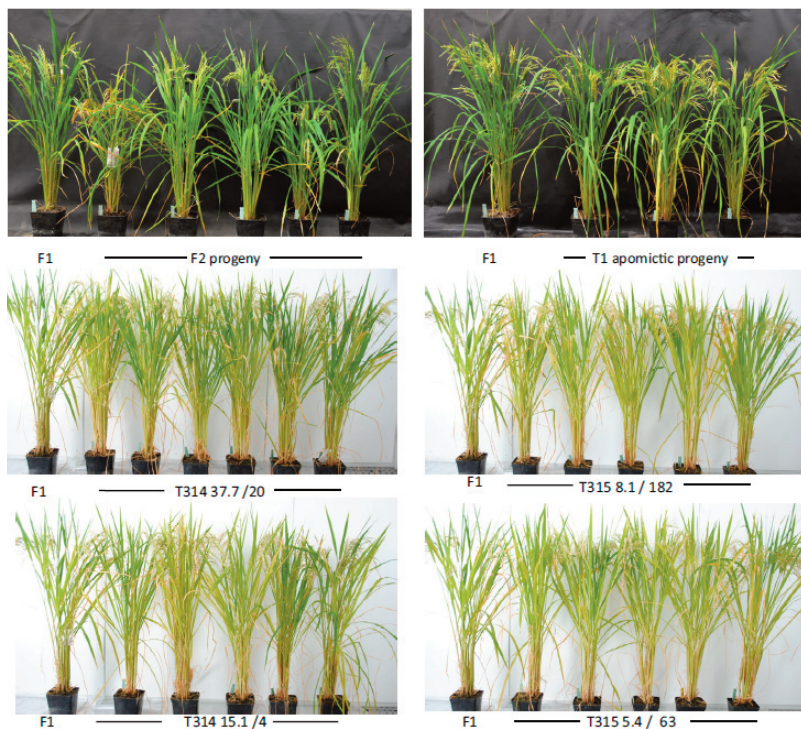 F1 F2 progeny F1 T1 apomictic progeny
F1 T314 37.7 /20 F1 T315 8.1 / 182
F1 T314 15.1 /4 F1 T315 5.4 / 63